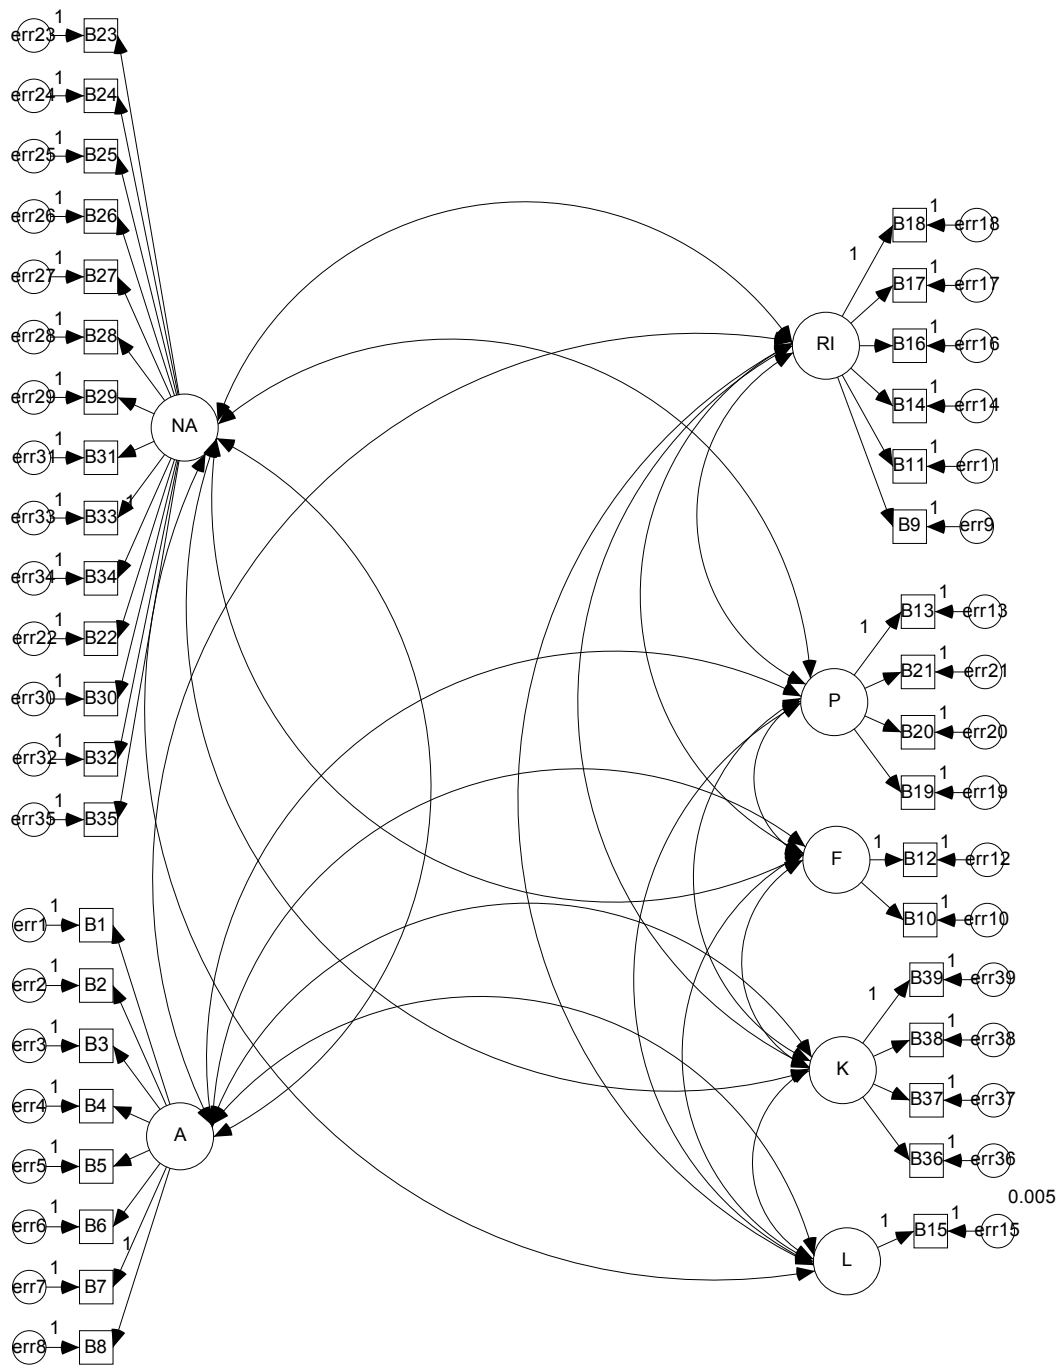 1
err23 B23
1
err24 B24
1
err25 B25
1
err26 B26
1
err27 B27
1
err28 B28
1
err29 B29
1
err31 B31
1
err33 B33
1
1
err34 B34
1
err22 B22
1
err30 B30
1
err32 B32
1
err35 B35
NA
1
err1 B1
1
err2 B2
1
err3 B3
1
err4 B4
1
err5 B5
1
err6 B6
1
1
err7 B7
1
err8 B8
A
RI
1
1
B18 err18
1
B17 err17
1
B16 err16
1
B14 err14
1
B11 err11
1
B9 err9
P
1
1
B13 err13
1
B21 err21
1
B20 err20
1
B19 err19
F
1
1
B12 err12
1
B10 err10
K
1
1
B39 err39
1
B38 err38
1
B37 err37
1
B36 err36
0.005
L
1
1
B15 err15